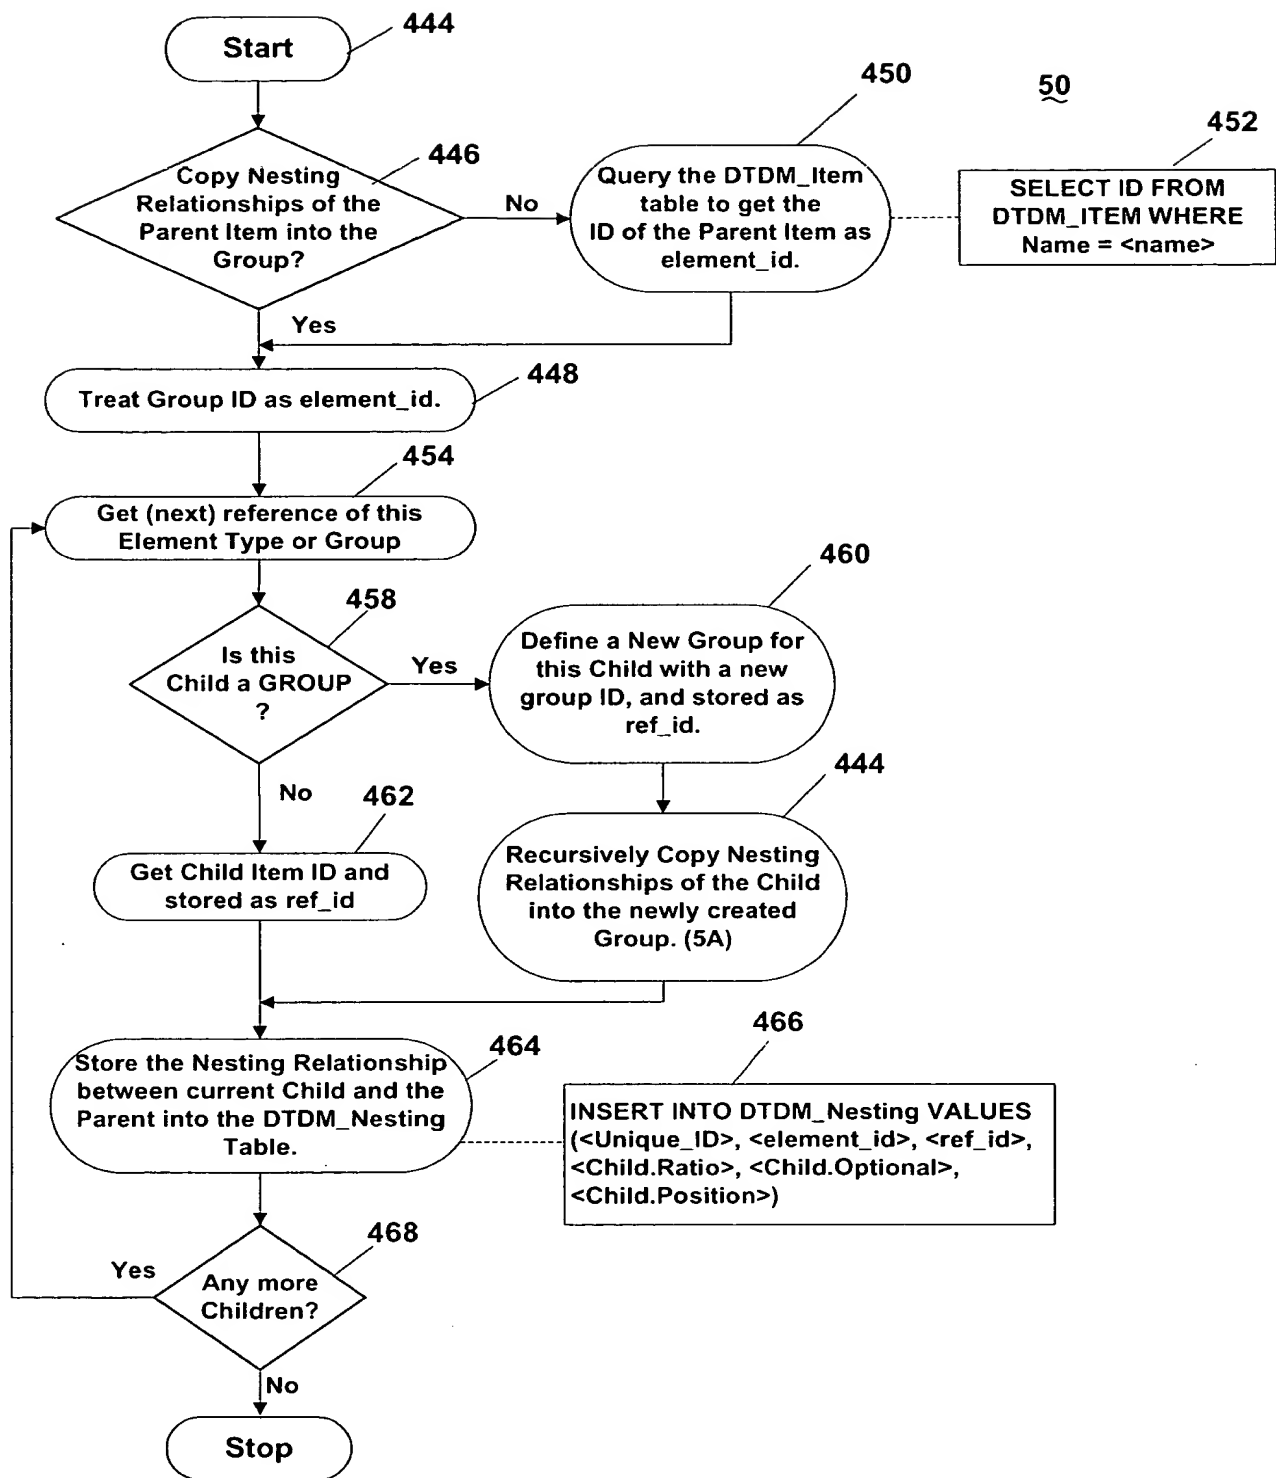 Start
444
446
Copy Nesting
Relationships of the
Parent Item into the
Group?
No
450
Query the DTDM_Item
table to get the
ID of the Parent Item as
element_id.
50
452
SELECT ID FROM
DTDM_ITEM WHERE
Name = <name>
Yes
448
Treat Group ID as element_id.
454
Get (next) reference of this
Element Type or Group
458
Is this
Child a GROUP
?
Yes
460
Define a New Group for
this Child with a new
group ID, and stored as
ref_id.
No
462
Get Child Item ID and
stored as ref_id
444
Recursively Copy Nesting
Relationships of the Child
into the newly created
Group. (5A)
464
Store the Nesting Relationship
between current Child and the
Parent into the DTDM_Nesting
Table.
466
INSERT INTO DTDM_Nesting VALUES
(<Unique_ID>, <element_id>, <ref_id>,
<Child.Ratio>, <Child.Optional>,
<Child.Position>)
468
Yes
Any more
Children?
No
Stop